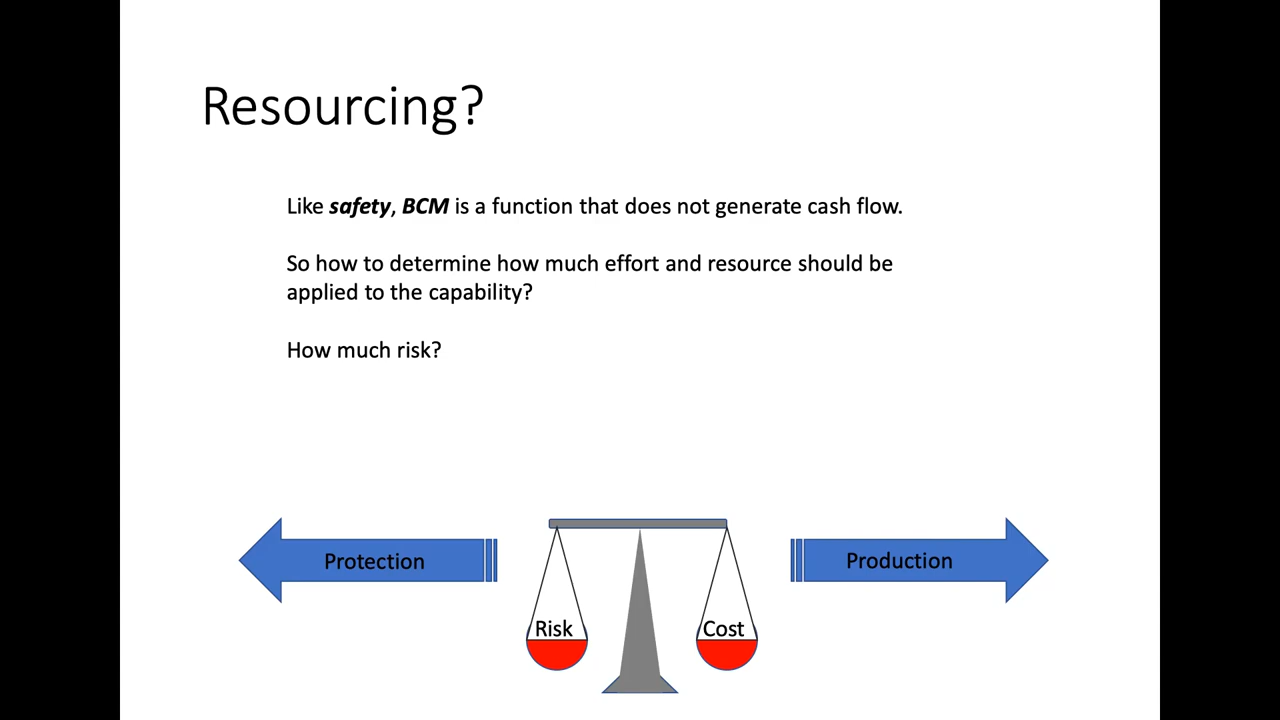 Resourcing?
Like safety, BCM is a function that does not generate cash flow.
So how to determine how much effort and resource should be
applied to the capability?
How much risk?
Protection
Production
Risk
Cost